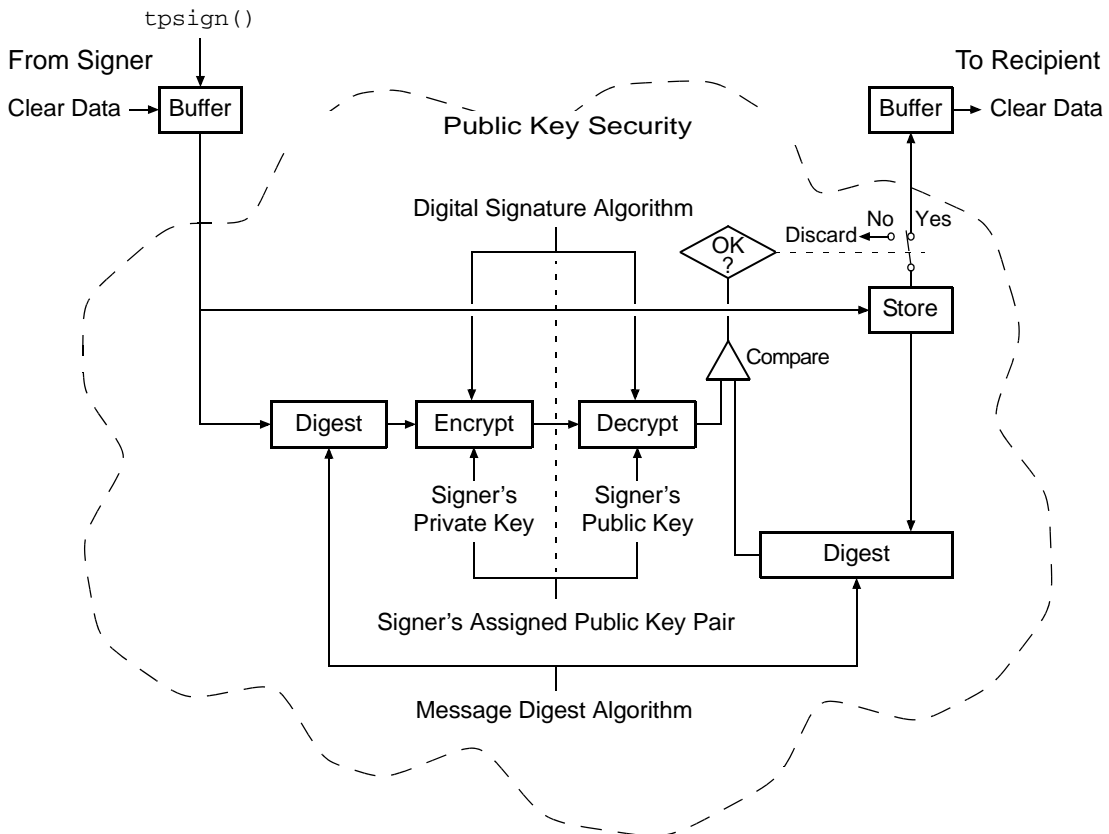 tpsign()
From Signer
To Recipient
Clear Data
Buffer
Buffer
Clear Data
Public Key Security
Digital Signature Algorithm
No
Yes
Discard
OK
?
Store
Compare
Digest
Encrypt
Decrypt
Signer’s
Private Key
Signer’s
Public Key
Digest
Signer’s Assigned Public Key Pair
Message Digest Algorithm